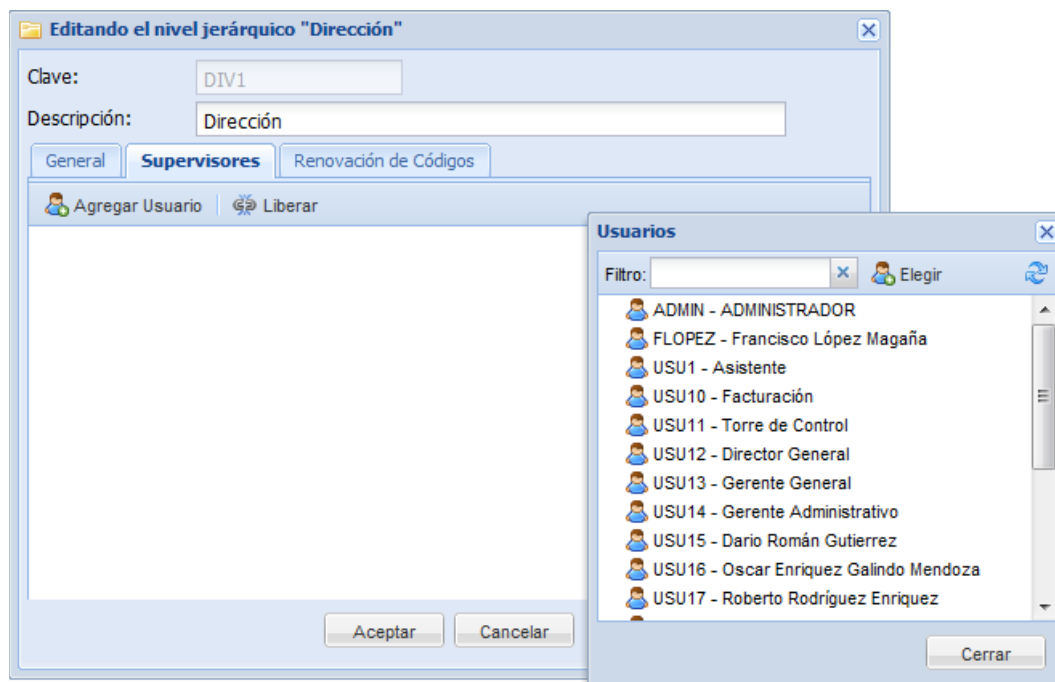 Editando el nivel jerárquico "Dirección"
Clave: DIV1
Descripción: Dirección
General Supervisores Renovación de Códigos
Agregar Usuario Liberar
Aceptar Cancelar
Usuarios
Filtro: Elegir
ADMIN - ADMINISTRADOR
FLOPEZ - Francisco López Magaña
USU1 - Asistente
USU10 - Facturación
USU11 - Torre de Control
USU12 - Director General
USU13 - Gerente General
USU14 - Gerente Administrativo
USU15 - Dario Román Gutierrez
USU16 - Oscar Enriquez Galindo Mendoza
USU17 - Roberto Rodríguez Enriquez
Cerrar